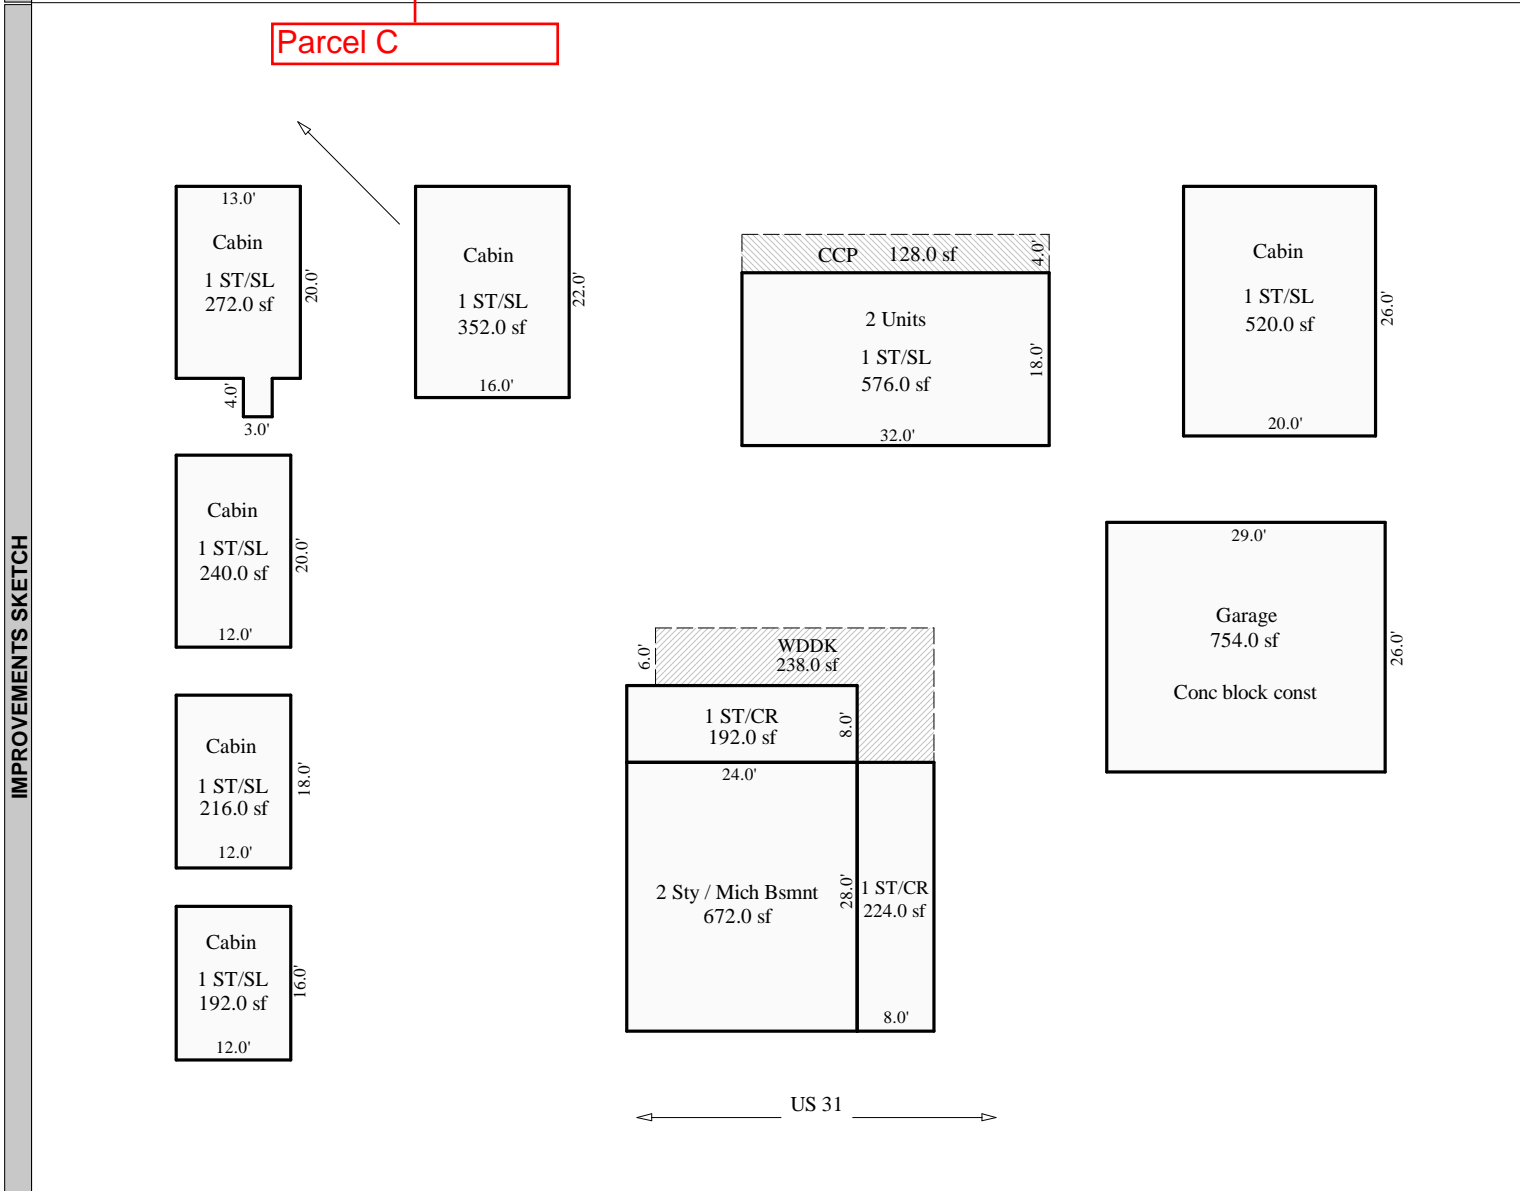 Parcel C
IMPROVEMENTS SKETCH
13.0'
Cabin
1 ST/SL
272.0 sf
20.0'
4.0'
3.0'
Cabin
1 ST/SL
352.0 sf
22.0'
16.0'
CCP 128.0 sf
4.0'
2 Units
1 ST/SL
576.0 sf
18.0'
32.0'
Cabin
1 ST/SL
520.0 sf
26.0'
20.0'
Cabin
1 ST/SL
240.0 sf
20.0'
12.0'
29.0'
Garage
754.0 sf
26.0'
Conc block const
WDDK
238.0 sf
6.0'
1 ST/CR
192.0 sf
8.0'
24.0'
2 Sty / Mich Bsmnt
672.0 sf
28.0'
1 ST/CR
224.0 sf
8.0'
Cabin
1 ST/SL
216.0 sf
18.0'
12.0'
Cabin
1 ST/SL
192.0 sf
16.0'
12.0'
US 31